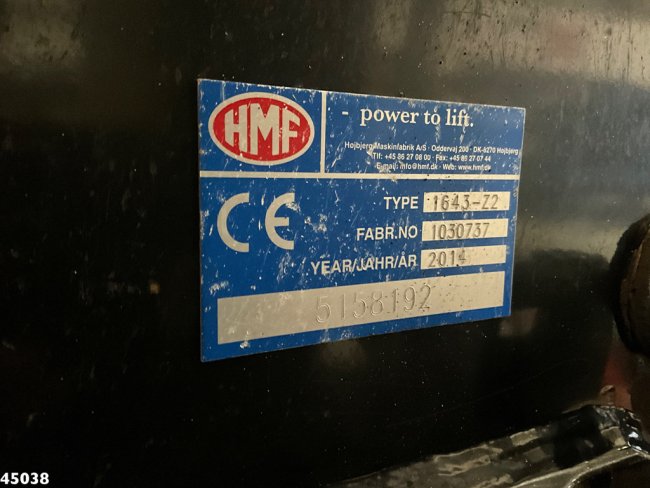 HMF
- power to lift.
Højbjerg Maskinfabrik A/S · Oddervej 200 · DK-8270 Højbjerg
Tlf: +45 86 27 08 00 · Fax: +45 86 27 07 44
E-mail: info@hmf.dk · Web: www.hmf.dk
CE
TYPE 1643-Z2
FABR.NO 1030737
YEAR/JAHR/ÅR 2014
5158192
45038